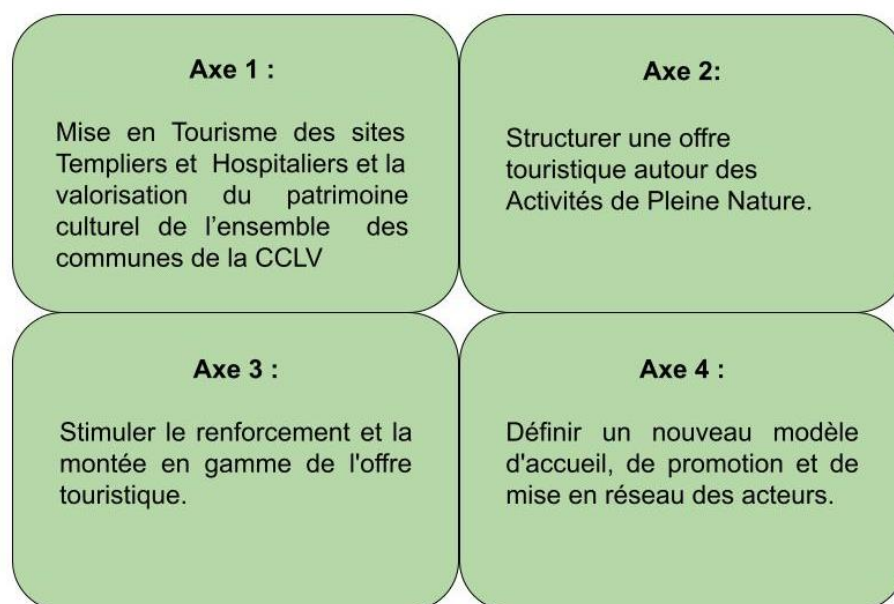 Axe 1 :
Mise en Tourisme des sites
Templiers et Hospitaliers et la
valorisation du patrimoine
culturel de l’ensemble des
communes de la CCLV
Axe 2:
Structurer une offre
touristique autour des
Activités de Pleine Nature.
Axe 3 :
Stimuler le renforcement et la
montée en gamme de l'offre
touristique.
Axe 4 :
Définir un nouveau modèle
d'accueil, de promotion et de
mise en réseau des acteurs.